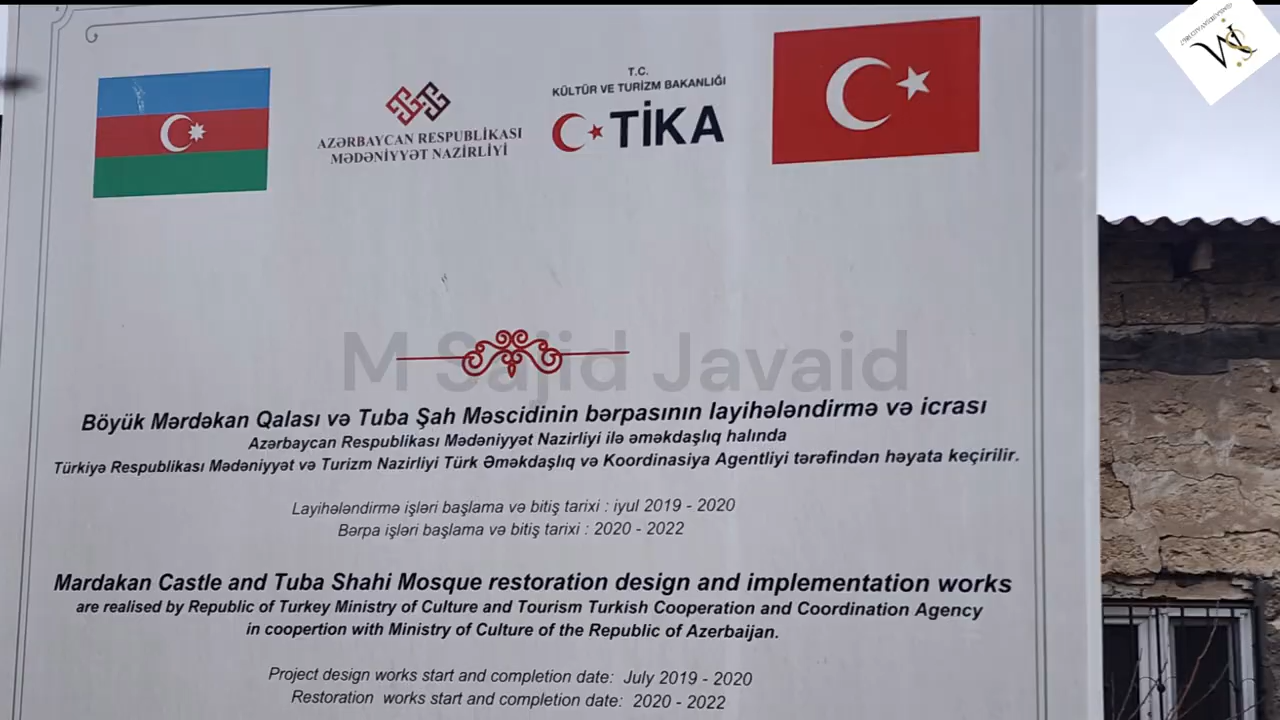 T.C.
KÜLTÜR VE TURİZM BAKANLIĞI
TİKA
AZƏRBAYCAN RESPUBLİKASI
MƏDƏNİYYƏT NAZİRLİYİ
M Sajid Javaid
Böyük Mərdəkan Qalası və Tuba Şah Məscidinin bərpasının layihələndirmə və icrası
Azərbaycan Respublikası Mədəniyyət Nazirliyi ilə əməkdaşlıq halında
Türkiyə Respublikası Mədəniyyət və Turizm Nazirliyi Türk Əməkdaşlıq və Koordinasiya Agentliyi tərəfindən həyata keçirilir.
Layihələndirmə işləri başlama və bitiş tarixi : iyul 2019 - 2020
Bərpa işləri başlama və bitiş tarixi : 2020 - 2022
Mardakan Castle and Tuba Shahi Mosque restoration design and implementation works
are realised by Republic of Turkey Ministry of Culture and Tourism Turkish Cooperation and Coordination Agency
in coopertion with Ministry of Culture of the Republic of Azerbaijan.
Project design works start and completion date: July 2019 - 2020
Restoration works start and completion date: 2020 - 2022